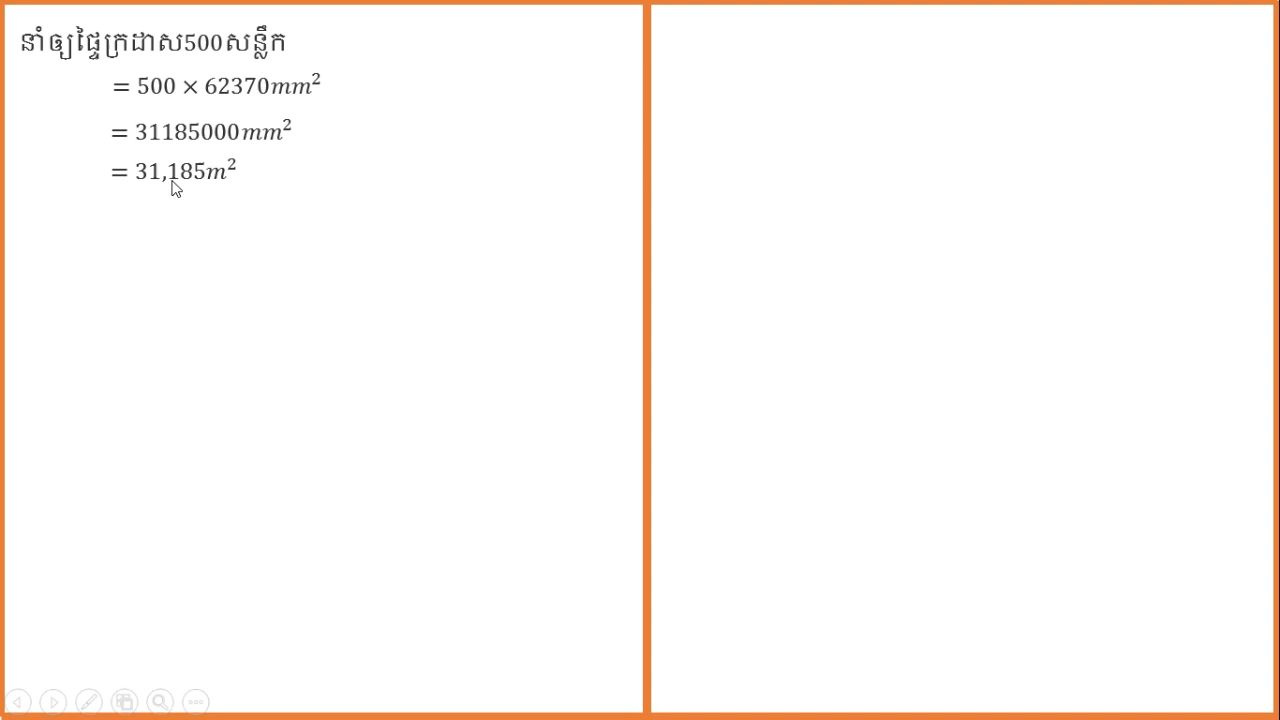 នាំឲ្យផ្ទៃក្រដាស500សន្លឹក
= 500 × 62370mm²
= 31185000mm²
= 31,185m²